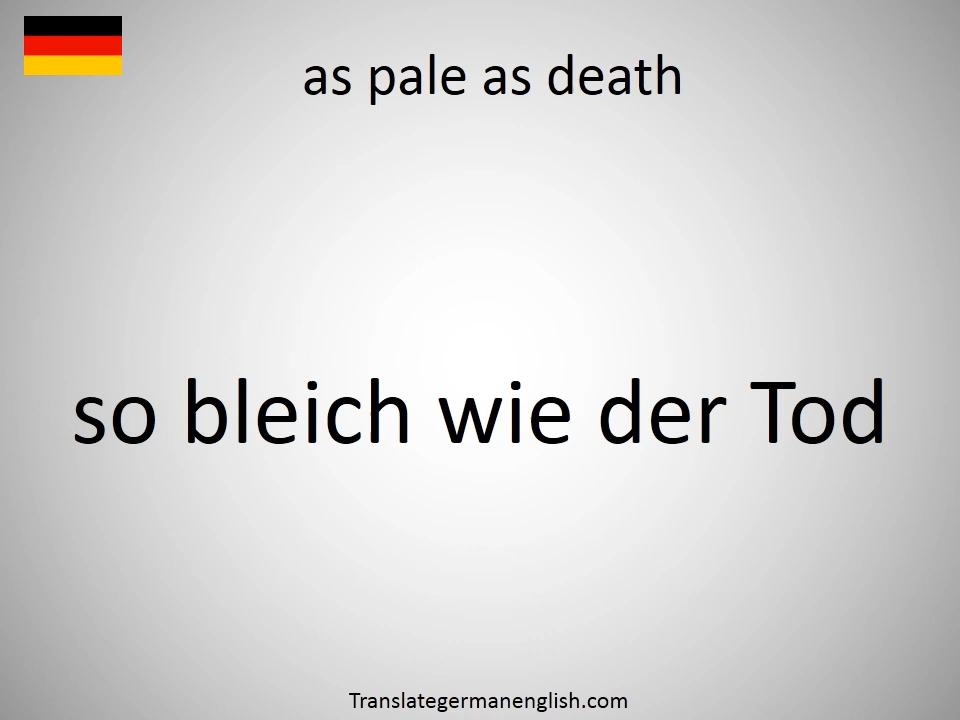 as pale as death
so bleich wie der Tod
Translategermanenglish.com